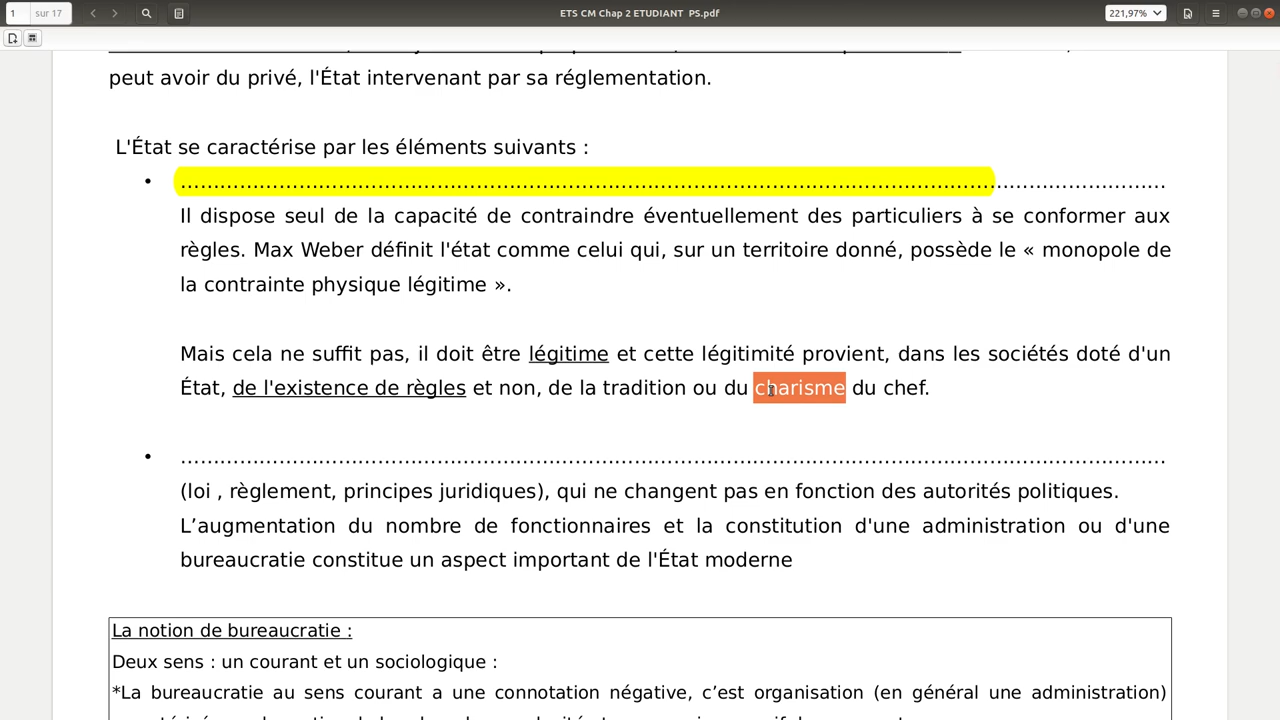 1 sur 17
ETS CM Chap 2 ETUDIANT PS.pdf
221,97%
peut avoir du privé, l'État intervenant par sa réglementation.
L'État se caractérise par les éléments suivants :
• ......................................................................................................................................................
Il dispose seul de la capacité de contraindre éventuellement des particuliers à se conformer aux
règles. Max Weber définit l'état comme celui qui, sur un territoire donné, possède le « monopole de
la contrainte physique légitime ».
Mais cela ne suffit pas, il doit être légitime et cette légitimité provient, dans les sociétés doté d'un
État, de l'existence de règles et non, de la tradition ou du charisme du chef.
• ......................................................................................................................................................
(loi , règlement, principes juridiques), qui ne changent pas en fonction des autorités politiques.
L’augmentation du nombre de fonctionnaires et la constitution d'une administration ou d'une
bureaucratie constitue un aspect important de l'État moderne
La notion de bureaucratie :
Deux sens : un courant et un sociologique :
*La bureaucratie au sens courant a une connotation négative, c’est organisation (en général une administration)